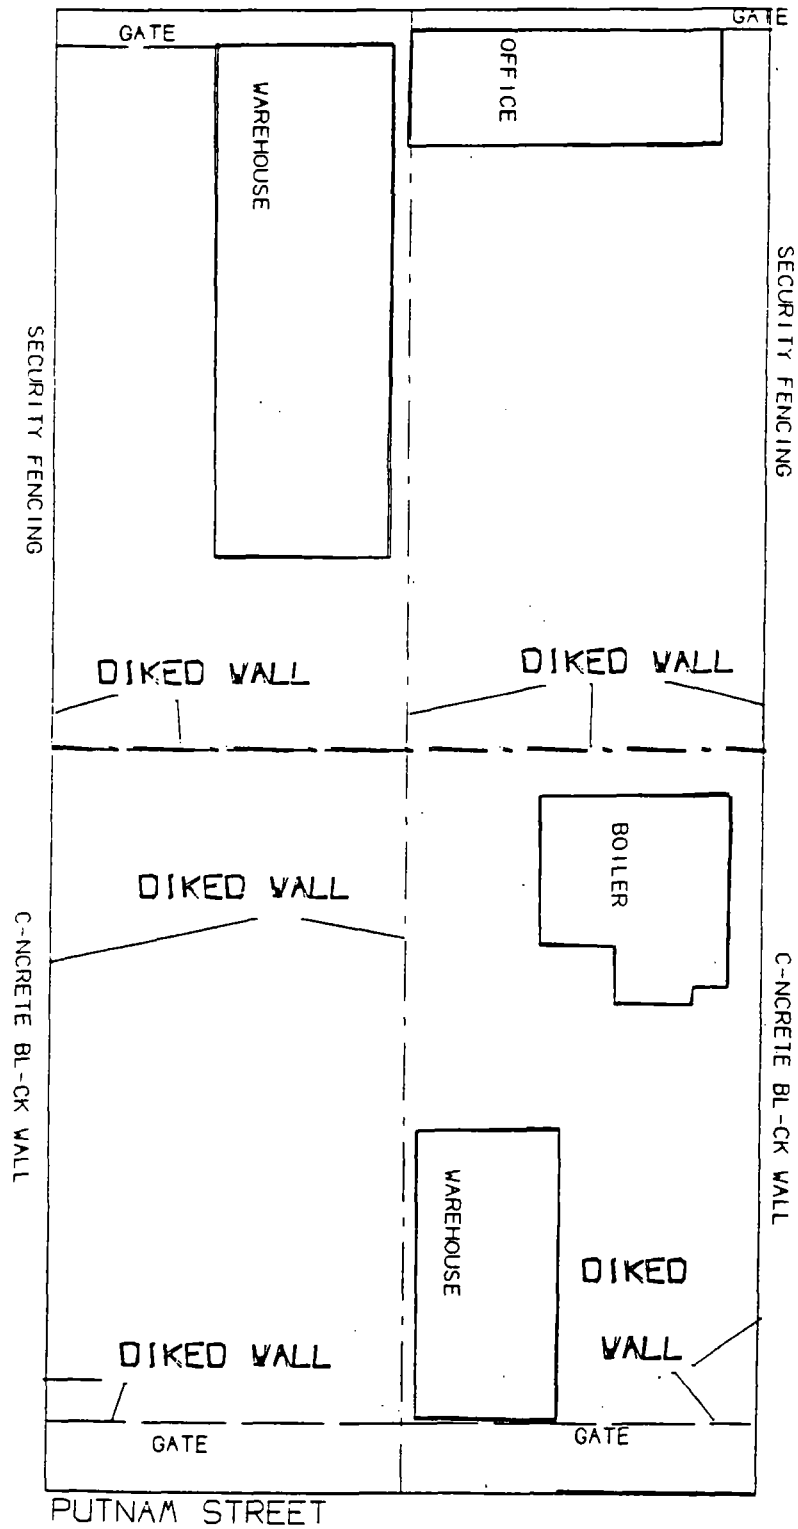 GATE
GATE
OFFICE
WAREHOUSE
SECURITY FENCING
SECURITY FENCING
DIKED WALL
DIKED WALL
BOILER
DIKED WALL
C-NCRETE BL-CK WALL
C-NCRETE BL-CK WALL
WAREHOUSE
DIKED
WALL
DIKED WALL
GATE
GATE
PUTNAM STREET